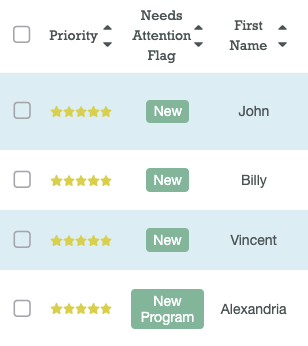 Priority
Needs
Attention
Flag
First
Name
New
John
New
Billy
New
Vincent
New
Program
Alexandria